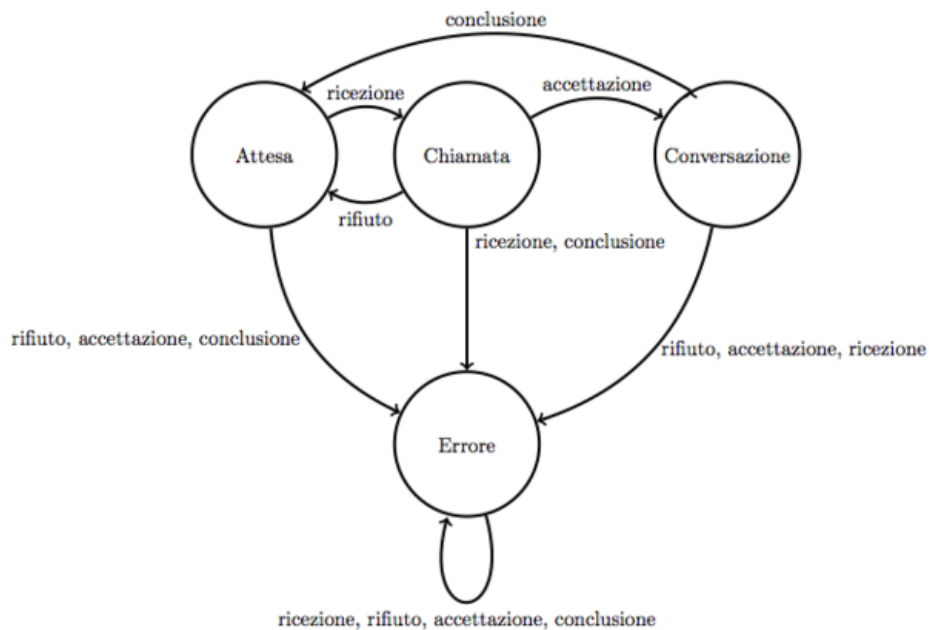 conclusione
ricezione
accettazione
Attesa
Chiamata
Conversazione
rifiuto
ricezione, conclusione
rifiuto, accettazione, conclusione
rifiuto, accettazione, ricezione
Errore
ricezione, rifiuto, accettazione, conclusione